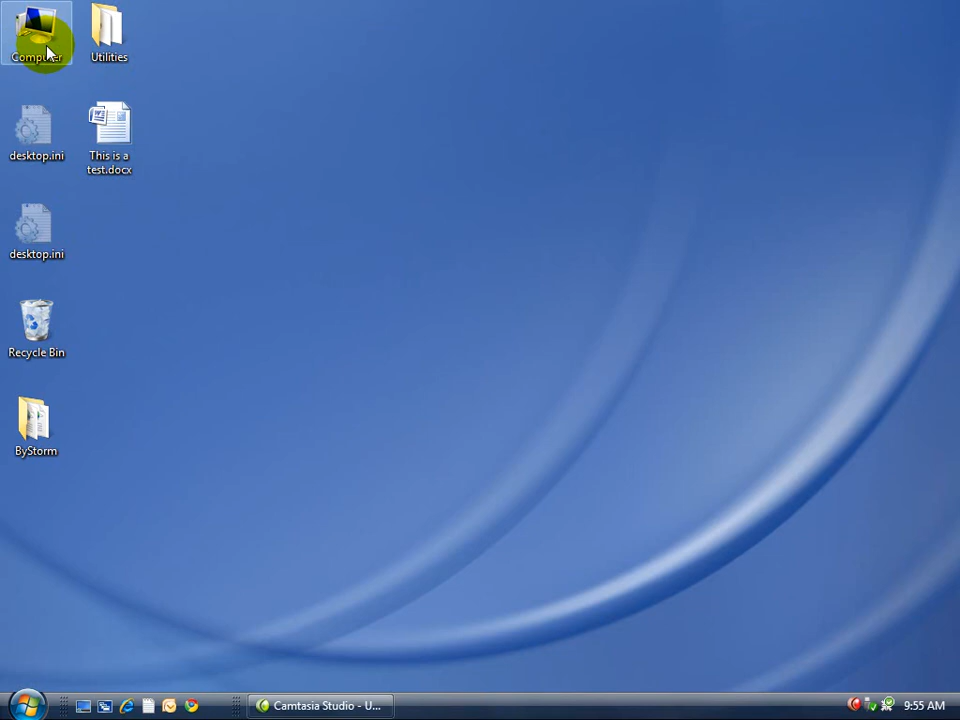 Computer
Utilities
desktop.ini
This is a
test.docx
desktop.ini
Recycle Bin
ByStorm
Camtasia Studio - U...
9:55 AM